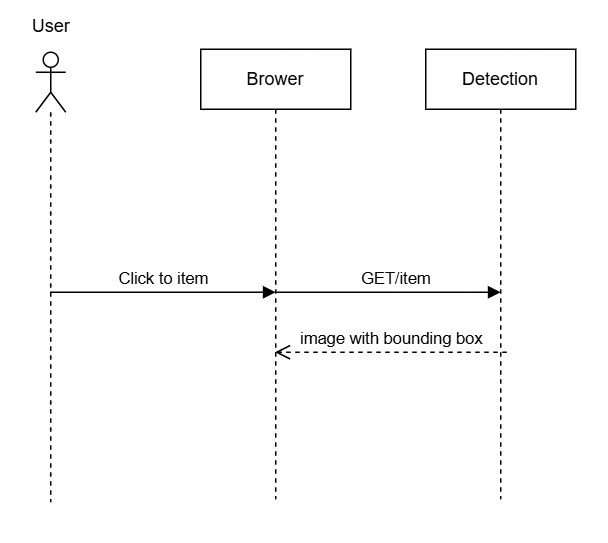 User
Brower
Detection
Click to item
GET/item
image with bounding box